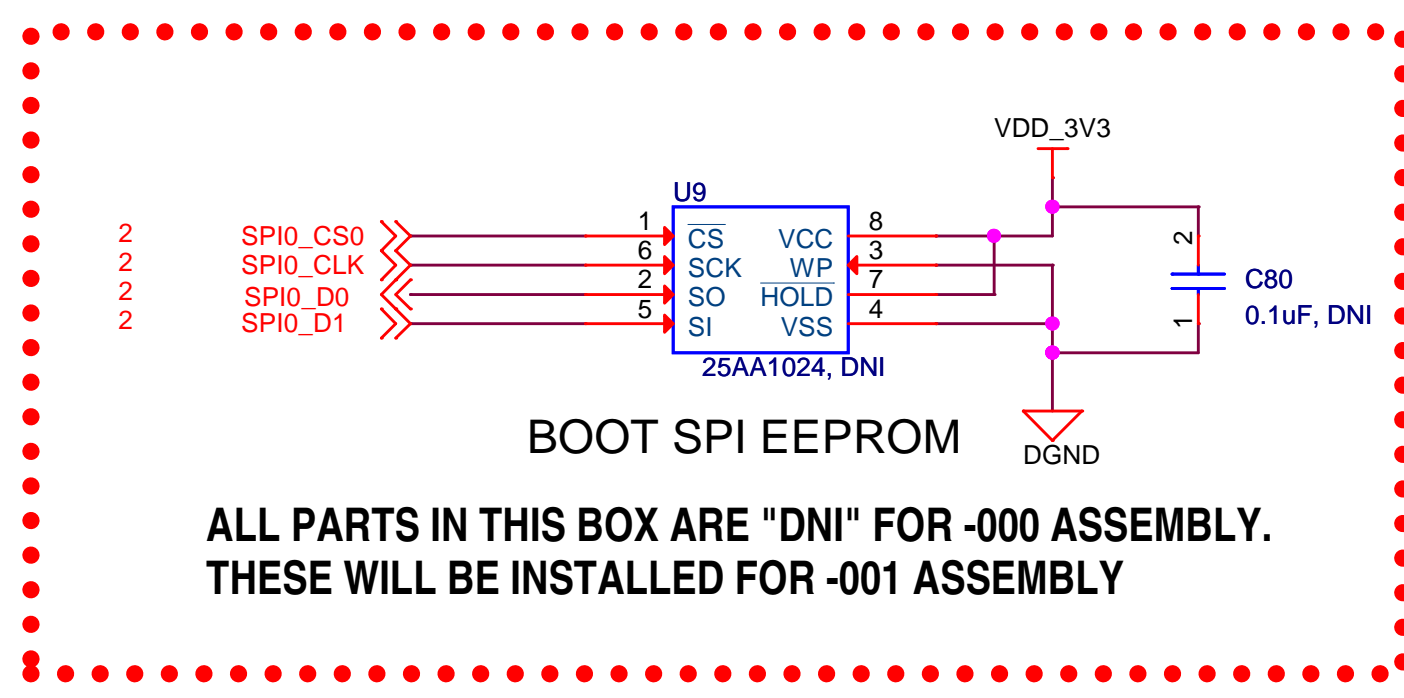 VDD_3V3
U9
2 SPI0_CS0 1 CS VCC 8
2 SPI0_CLK 6 SCK WP 3
2 SPI0_D0 2 SO HOLD 7
2 SPI0_D1 5 SI VSS 4
25AA1024, DNI
2
C80
0.1uF, DNI
1
BOOT SPI EEPROM
DGND
ALL PARTS IN THIS BOX ARE "DNI" FOR -000 ASSEMBLY.
THESE WILL BE INSTALLED FOR -001 ASSEMBLY